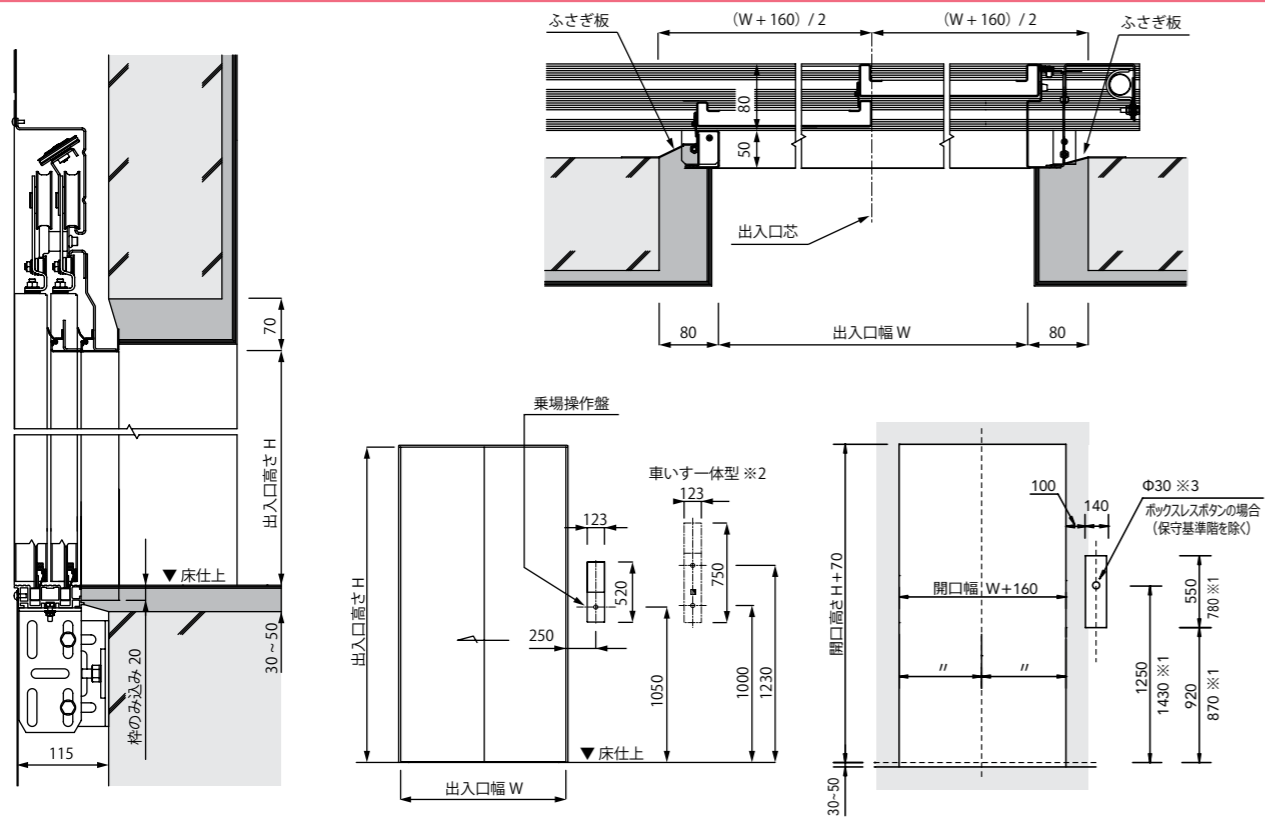 ふさぎ板
(W + 160) / 2
(W + 160) / 2
ふさぎ板
80
50
出入口芯
80
出入口幅 W
80
70
出入口高さ H
▼ 床仕上
30 ~ 50
枠のみ込み 20
115
乗場操作盤
車いす一体型 ※2
123
123
520
750
250
1050
1000
1230
出入口高さ H
▼ 床仕上
出入口幅 W
100
140
Φ30 ※3
ボックスレスボタンの場合
（保守基準階を除く）
開口高さ H+70
開口幅 W+160
〃
〃
550
780 ※1
1250
1430 ※1
920
870 ※1
30~50